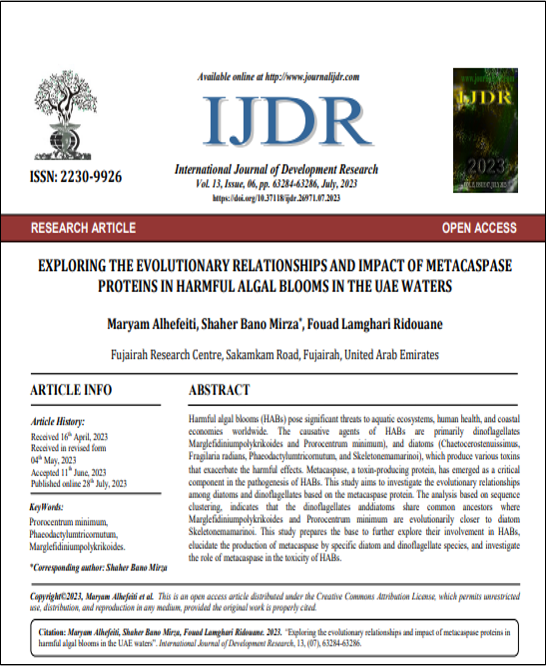 Available online at http://www.journalijdr.com
IJDR
ISSN: 2230-9926
International Journal of Development Research
Vol. 13, Issue, 06, pp. 63284-63286, July, 2023
https://doi.org/10.37118/ijdr.26971.07.2023
IJDR
2023
RESEARCH ARTICLE
OPEN ACCESS
EXPLORING THE EVOLUTIONARY RELATIONSHIPS AND IMPACT OF METACASPASE
PROTEINS IN HARMFUL ALGAL BLOOMS IN THE UAE WATERS
Maryam Alhefeiti, Shaher Bano Mirza*, Fouad Lamghari Ridouane
Fujairah Research Centre, Sakamkam Road, Fujairah, United Arab Emirates
ARTICLE INFO
Article History:
Received 16th April, 2023
Received in revised form
04th May, 2023
Accepted 11th June, 2023
Published online 28th July, 2023
KeyWords:
Prorocentrum minimum,
Phaeodactylumtricornutum,
Marglefidiniumpolykrikoides.
*Corresponding author: Shaher Bano Mirza
ABSTRACT
Harmful algal blooms (HABs) pose significant threats to aquatic ecosystems, human health, and coastal
economies worldwide. The causative agents of HABs are primarily dinoflagellates
Marglefidiniumpolykrikoides and Prorocentrum minimum), and diatoms (Chaetocerostenuissimus,
Fragilaria radians, Phaeodactylumtricornutum, and Skeletonemamarinoi), which produce various toxins
that exacerbate the harmful effects. Metacaspase, a toxin-producing protein, has emerged as a critical
component in the pathogenesis of HABs. This study aims to investigate the evolutionary relationships
among diatoms and dinoflagellates based on the metacaspase protein. The analysis based on sequence
clustering, indicates that the dinoflagellates anddiatoms share common ancestors where
Marglefidiniumpolykrikoides and Prorocentrum minimum are evolutionarily closer to diatom
Skeletonemamarinoi. This study prepares the base to further explore their involvement in HABs,
elucidate the production of metacaspase by specific diatom and dinoflagellate species, and investigate
the role of metacaspase in the toxicity of HABs.
Copyright©2023, Maryam Alhefeiti et al. This is an open access article distributed under the Creative Commons Attribution License, which permits unrestricted
use, distribution, and reproduction in any medium, provided the original work is properly cited.
Citation: Maryam Alhefeiti, Shaher Bano Mirza, Fouad Lamghari Ridouane. 2023. "Exploring the evolutionary relationships and impact of metacaspase proteins in
harmful algal blooms in the UAE waters". International Journal of Development Research, 13, (07), 63284-63286.